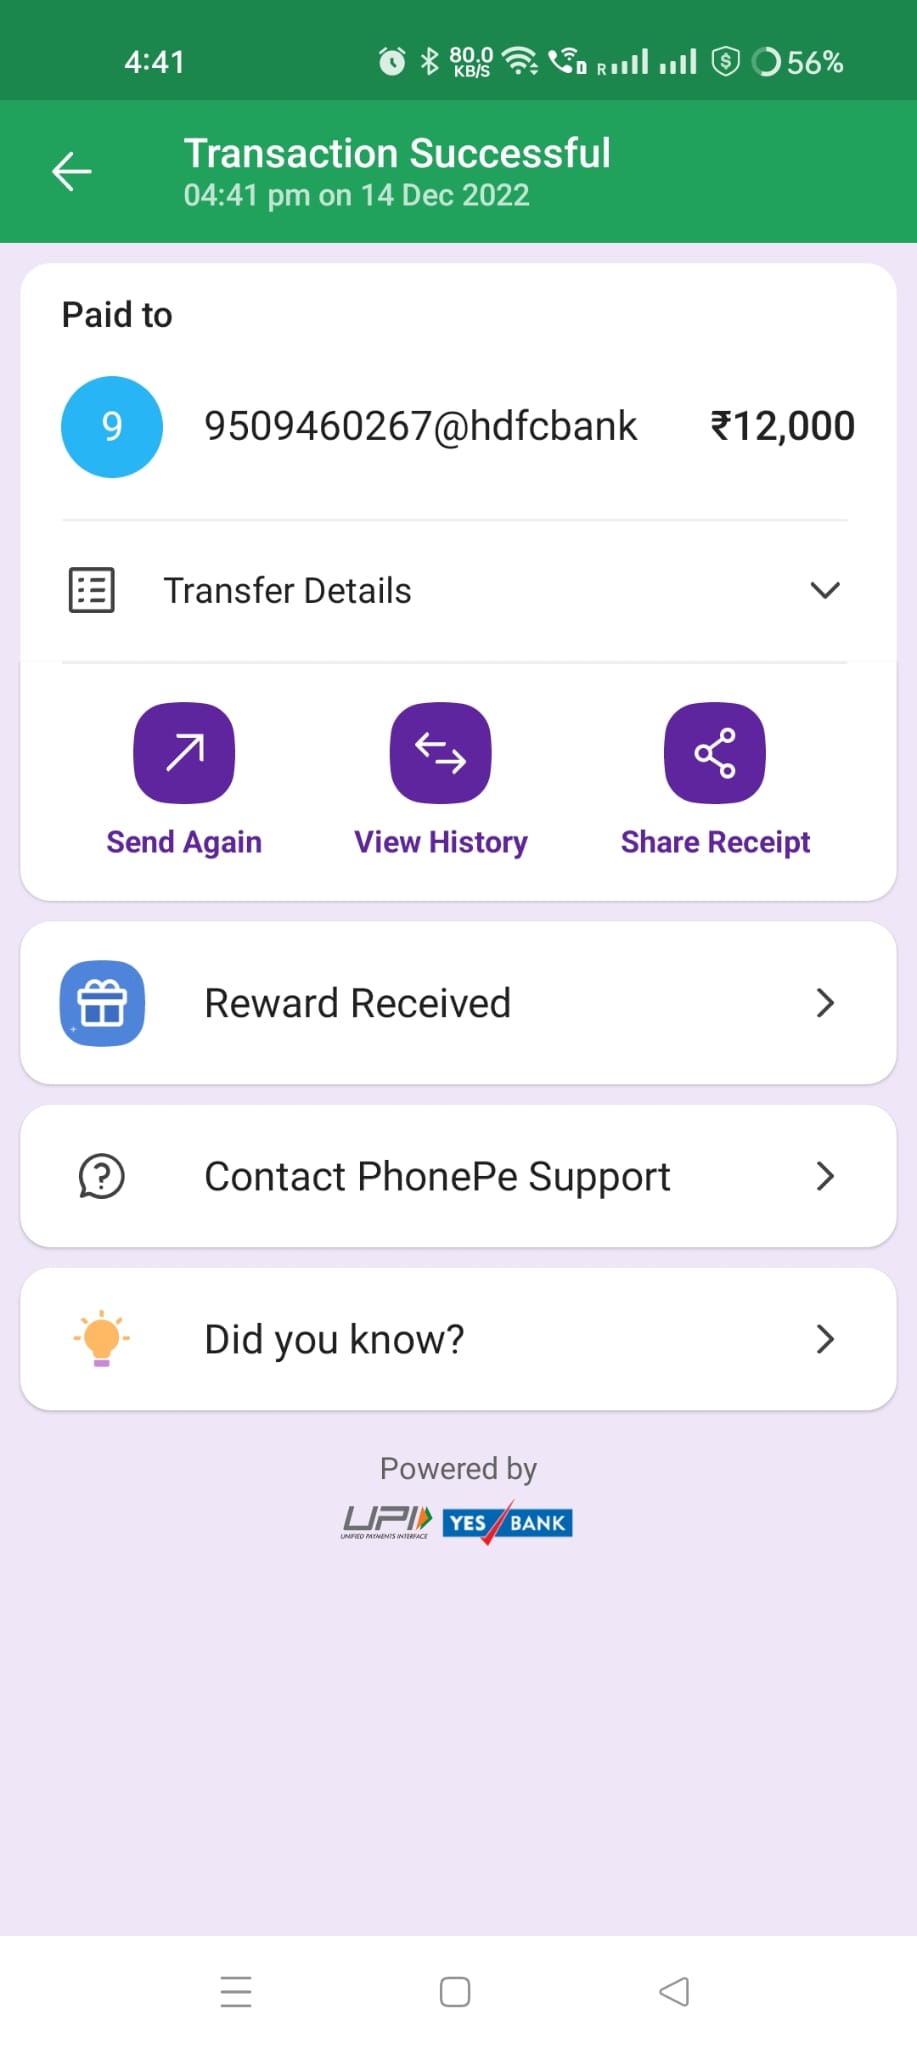 4:41 80.0 KB/S R 56%
Transaction Successful
04:41 pm on 14 Dec 2022
Paid to
9 9509460267@hdfcbank ₹12,000
Transfer Details
Send Again View History Share Receipt
Reward Received
Contact PhonePe Support
Did you know?
Powered by
UPI YES BANK
UNIFIED PAYMENTS INTERFACE